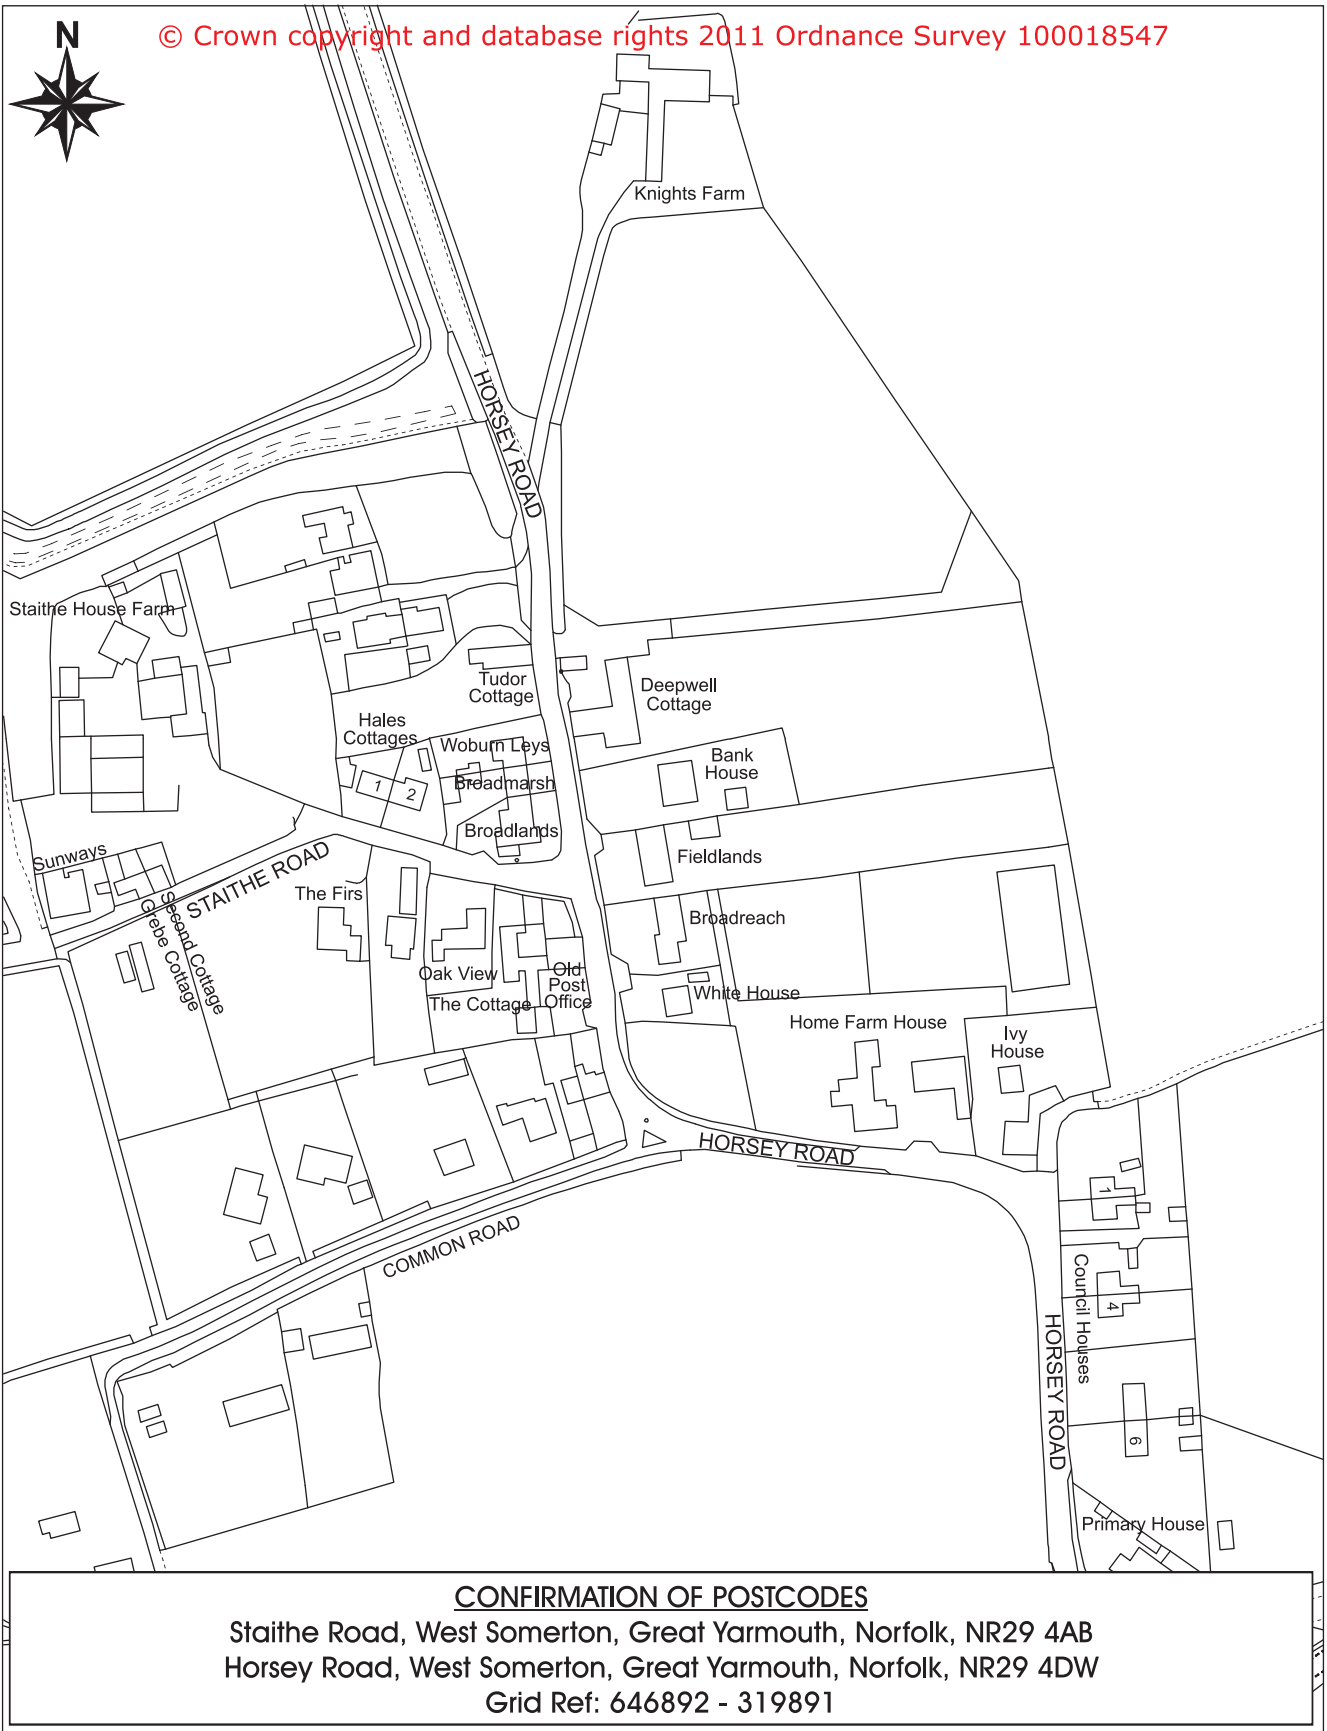 © Crown copyright and database rights 2011 Ordnance Survey 100018547
N
Knights Farm
HORSEY ROAD
Staithe House Farm
Tudor
Cottage
Deepwell
Cottage
Hales
Cottages
Woburn Leys
Bank
House
1
2
Broadmarsh
Broadlands
Sunways
STAITHE ROAD
Fieldlands
The Firs
Second Cottage
Grebe Cottage
Broadreach
Oak View
Old
Post
Office
The Cottage
White House
Home Farm House
Ivy
House
HORSEY ROAD
COMMON ROAD
1
Council Houses
4
HORSEY ROAD
6
Primary House
CONFIRMATION OF POSTCODES
Staithe Road, West Somerton, Great Yarmouth, Norfolk, NR29 4AB
Horsey Road, West Somerton, Great Yarmouth, Norfolk, NR29 4DW
Grid Ref: 646892 - 319891